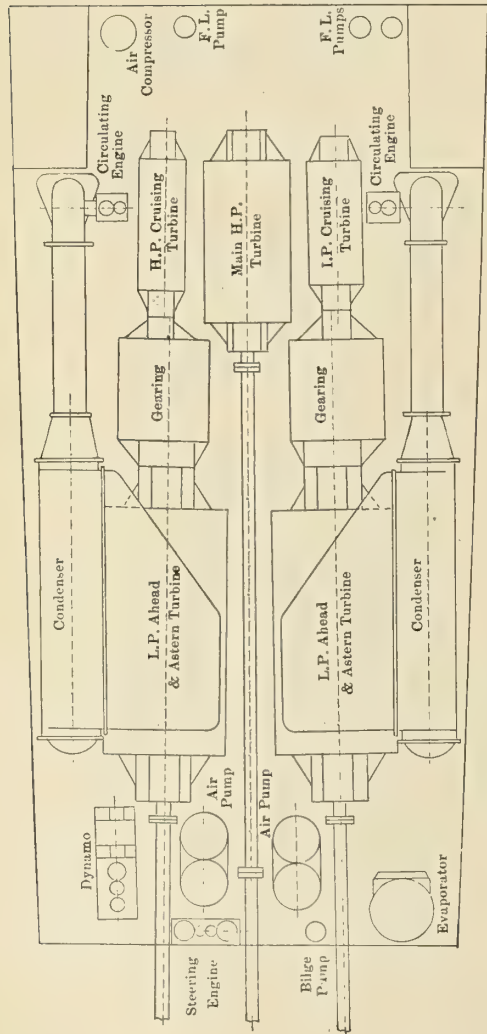 Dynamo
Condenser
Circulating
Engine
Air
Compressor
L.P. Ahead
& Astern Turbine
Gearing
H.P. Cruising
Turbine
F.L.
Pump
Steering
Engine
Air
Pump
Main H.P.
Turbine
Air Pump
Bilge
Pump
L.P. Ahead
& Astern Turbine
Gearing
I.P. Cruising
Turbine
F.L.
Pumps
Evaporator
Condenser
Circulating
Engine